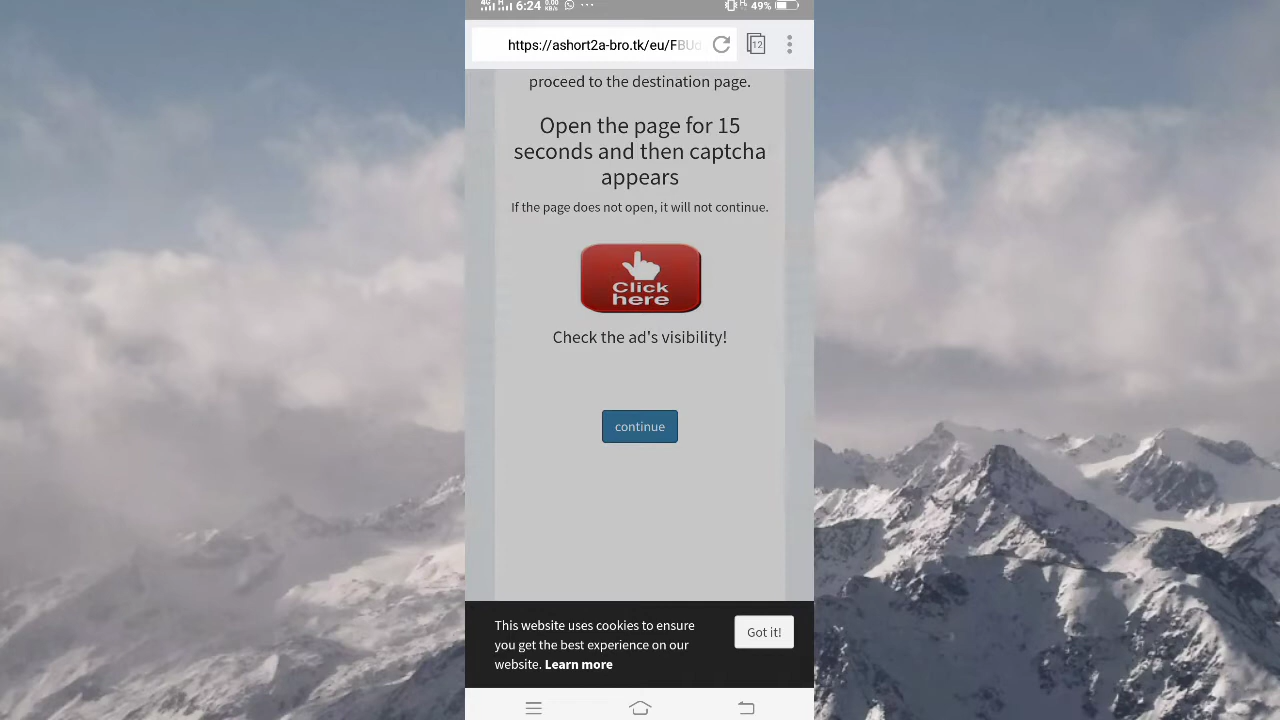 6:24
49%
https://ashort2a-bro.tk/eu/FBUd
12
proceed to the destination page.
Open the page for 15
seconds and then captcha
appears
If the page does not open, it will not continue.
Click
here
Check the ad's visibility!
continue
This website uses cookies to ensure
you get the best experience on our
website. Learn more
Got it!